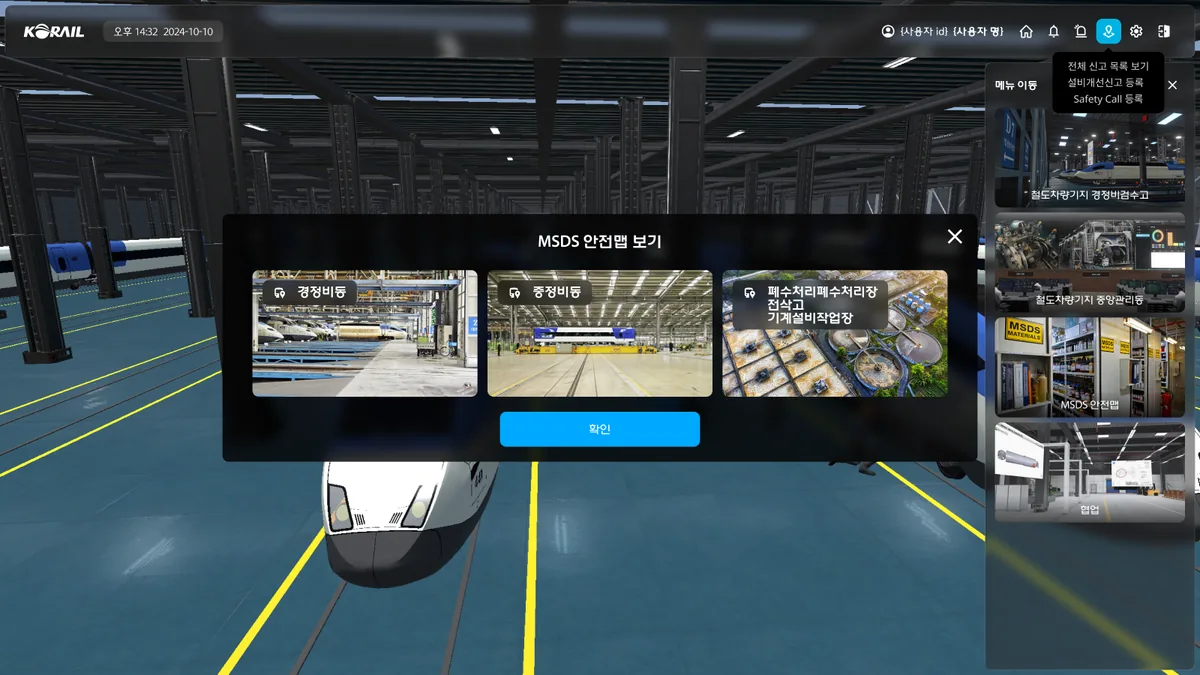 KORAIL
오후 14:32 2024-10-10
{사용자 id} {사용자 명}
전체 신고 목록 보기
설비개선신고 등록
Safety Call 등록
메뉴 이동
철도차량기지 경정비검수고
철도차량기지 중앙관리동
MSDS
MATERIALS
MSDS 안전맵
협업
MSDS 안전맵 보기
경정비동
중정비동
폐수처리폐수처리장
전삭고
기계설비작업장
확인